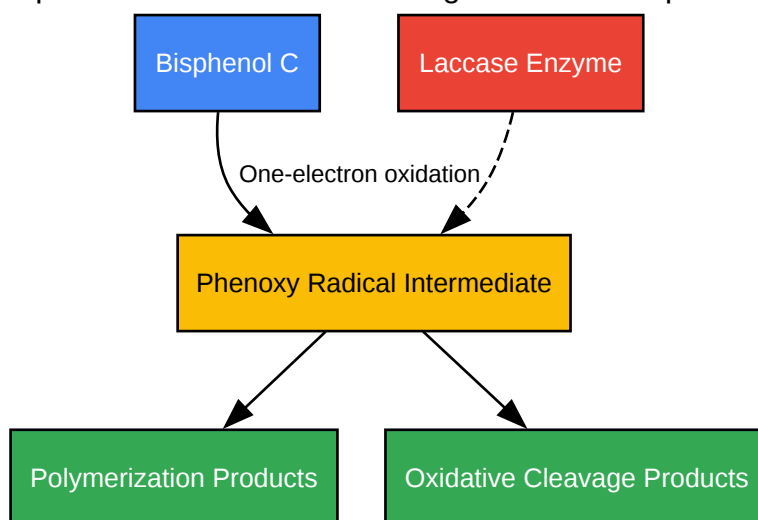 Bisphenol C
Laccase Enzyme
One-electron oxidation
Phenoxy Radical Intermediate
Polymerization Products
Oxidative Cleavage Products